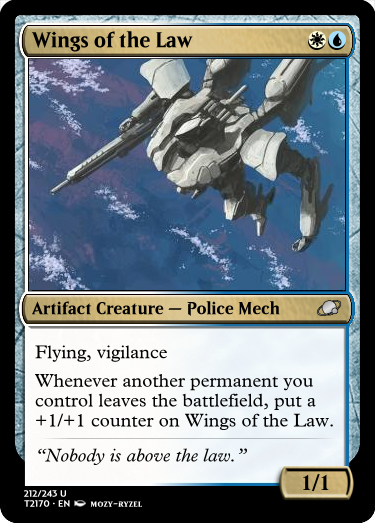 Wings of the Law
Artifact Creature — Police Mech
Flying, vigilance
Whenever another permanent you
control leaves the battlefield, put a
+1/+1 counter on Wings of the Law.
“Nobody is above the law.”
1/1
212/243 U
T2170 · EN MOZY-RYZEL